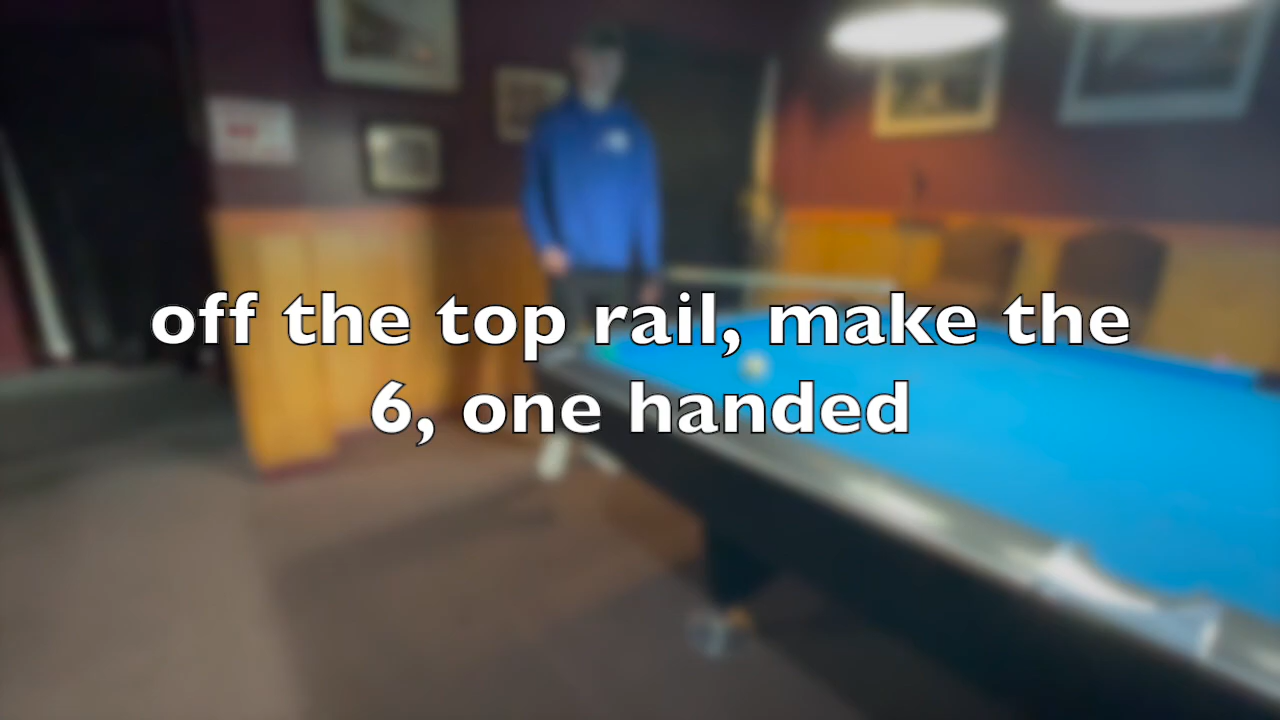 off the top rail, make the
6, one handed